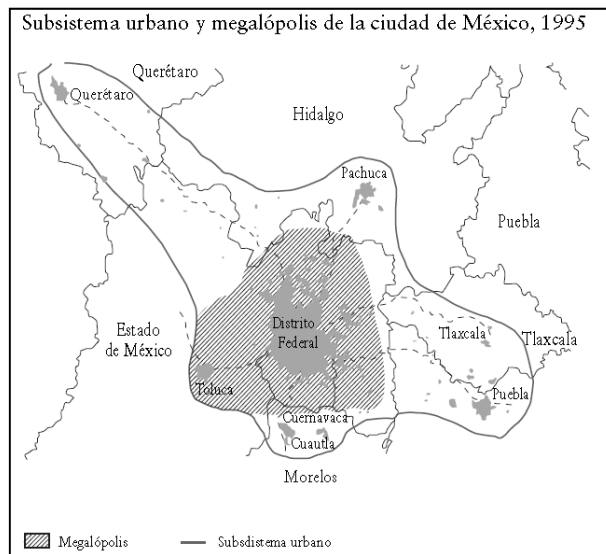 Subsistema urbano y megalópolis de la ciudad de México, 1995
Querétaro
Querétaro
Hidalgo
Pachuca
Puebla
Distrito
Federal
Estado
de México
Tlaxcala
Tlaxcala
Toluca
Puebla
Cuernavaca
Cuautla
Morelos
Megalópolis
Subsdistema urbano